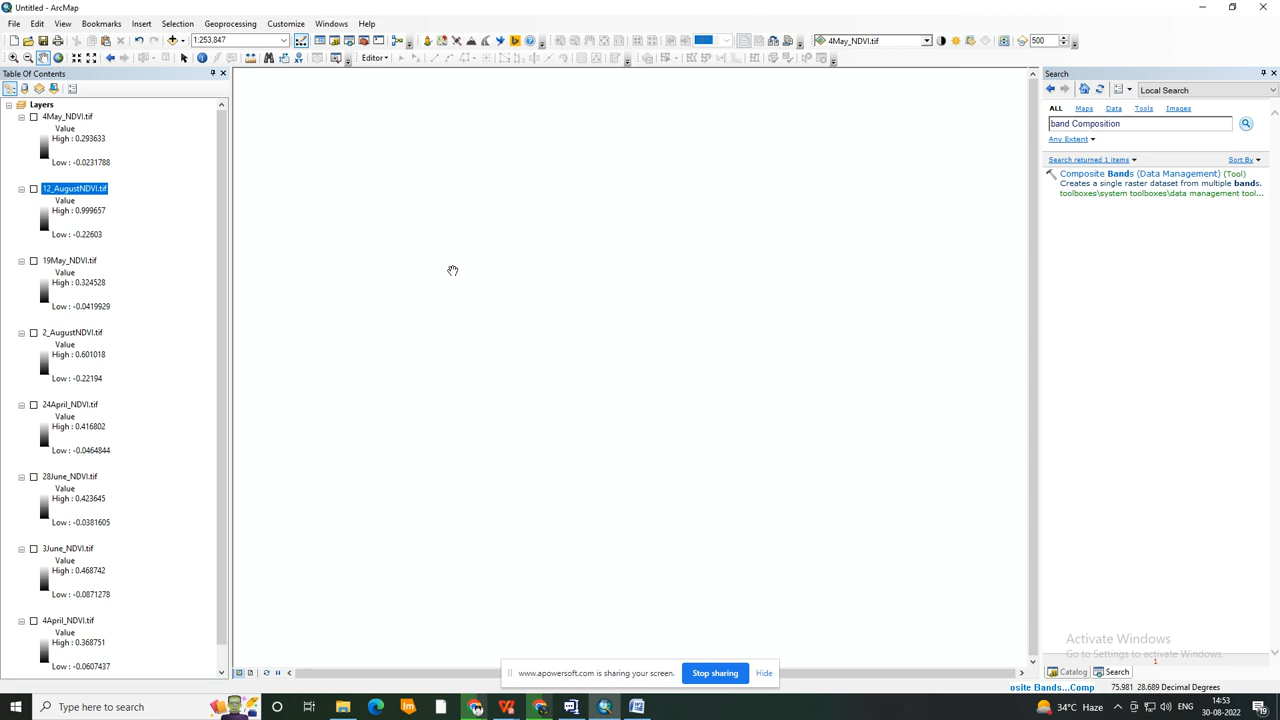 Untitled - ArcMap
File Edit View Bookmarks Insert Selection Geoprocessing Customize Windows Help
1:253,847
4May_NDVI.tif
500
Editor
Table Of Contents
Layers
4May_NDVI.tif
Value
High : 0.293633
Low : -0.0231788
12_AugustNDVI.tif
Value
High : 0.999657
Low : -0.22603
19May_NDVI.tif
Value
High : 0.324528
Low : -0.0419929
2_AugustNDVI.tif
Value
High : 0.601018
Low : -0.22194
24April_NDVI.tif
Value
High : 0.416802
Low : -0.0464844
28June_NDVI.tif
Value
High : 0.423645
Low : -0.0381605
3June_NDVI.tif
Value
High : 0.468742
Low : -0.0871278
4April_NDVI.tif
Value
High : 0.368751
Low : -0.0607437
Search
Local Search
ALL Maps Data Tools Images
band Composition
Any Extent
Search returned 1 items Sort By
Composite Bands (Data Management) (Tool)
Creates a single raster dataset from multiple bands.
toolboxes\system toolboxes\data management tool...
Activate Windows
Go to Settings to activate Windows.
1
Catalog Search
www.apowersoft.com is sharing your screen. Stop sharing Hide
osite Bands...Comp 75.981 28.689 Decimal Degrees
Type here to search
34°C Haze
ENG
14:53
30-08-2022